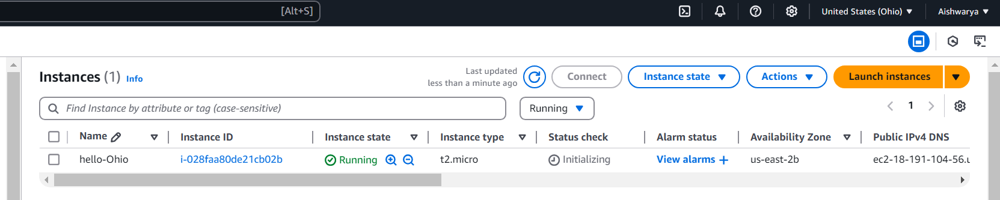 [Alt+S] United States (Ohio) Aishwarya
Instances (1) Info Last updated less than a minute ago Connect Instance state Actions Launch instances
Find Instance by attribute or tag (case-sensitive) Running 1
Name Instance ID Instance state Instance type Status check Alarm status Availability Zone Public IPv4 DNS
hello-Ohio i-028faa80de21cb02b Running t2.micro Initializing View alarms + us-east-2b ec2-18-191-104-56.u